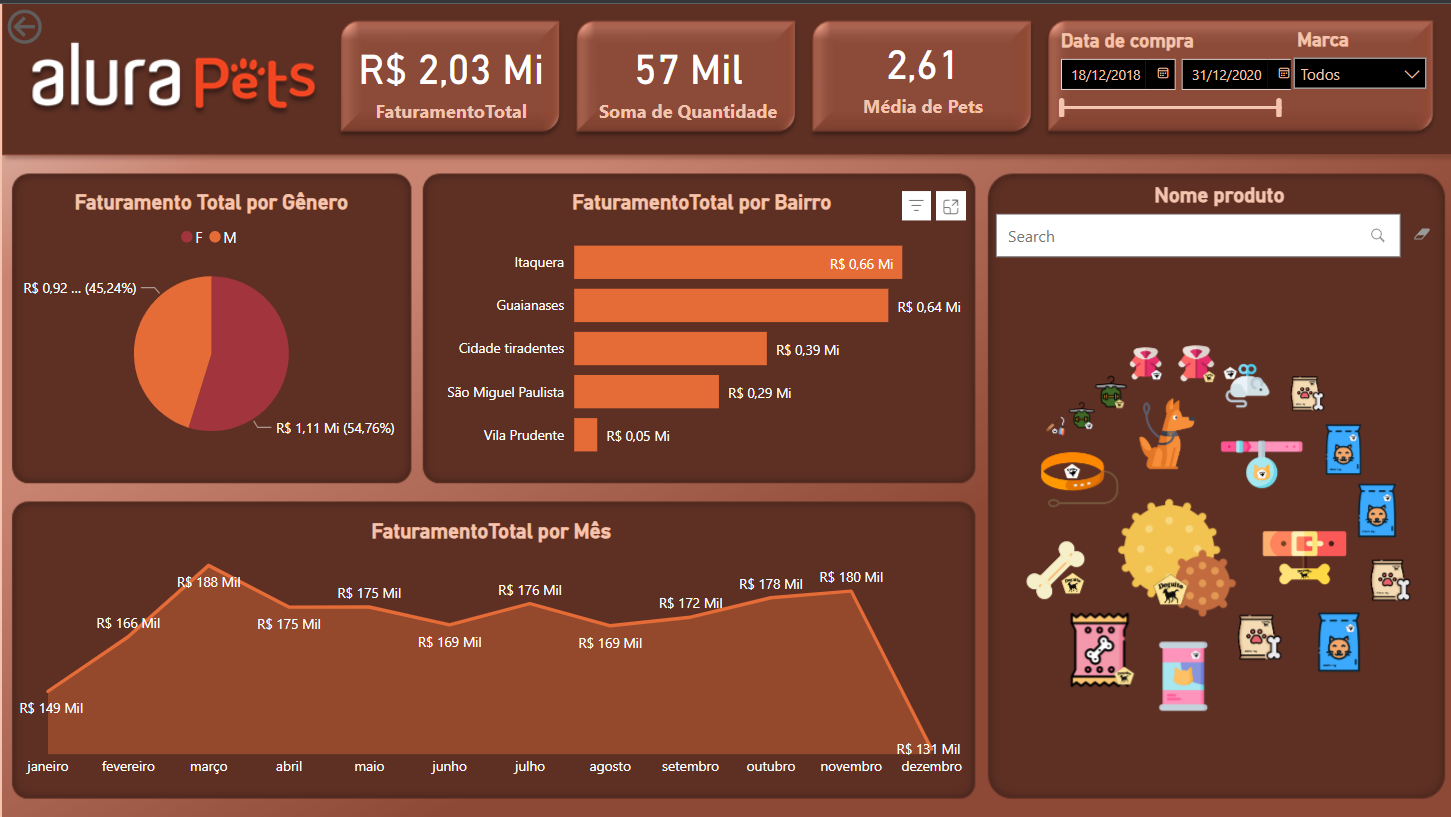 alura Pets
R$ 2,03 Mi
FaturamentoTotal
57 Mil
Soma de Quantidade
2,61
Média de Pets
Data de compra
18/12/2018
31/12/2020
Marca
Todos
Faturamento Total por Gênero
F M
R$ 0,92 ... (45,24%)
R$ 1,11 Mi (54,76%)
FaturamentoTotal por Bairro
Itaquera R$ 0,66 Mi
Guaianases R$ 0,64 Mi
Cidade tiradentes R$ 0,39 Mi
São Miguel Paulista R$ 0,29 Mi
Vila Prudente R$ 0,05 Mi
Nome produto
Search
Deguito
FaturamentoTotal por Mês
R$ 149 Mil
R$ 166 Mil
R$ 188 Mil
R$ 175 Mil
R$ 175 Mil
R$ 169 Mil
R$ 176 Mil
R$ 169 Mil
R$ 172 Mil
R$ 178 Mil
R$ 180 Mil
R$ 131 Mil
janeiro fevereiro março abril maio junho julho agosto setembro outubro novembro dezembro